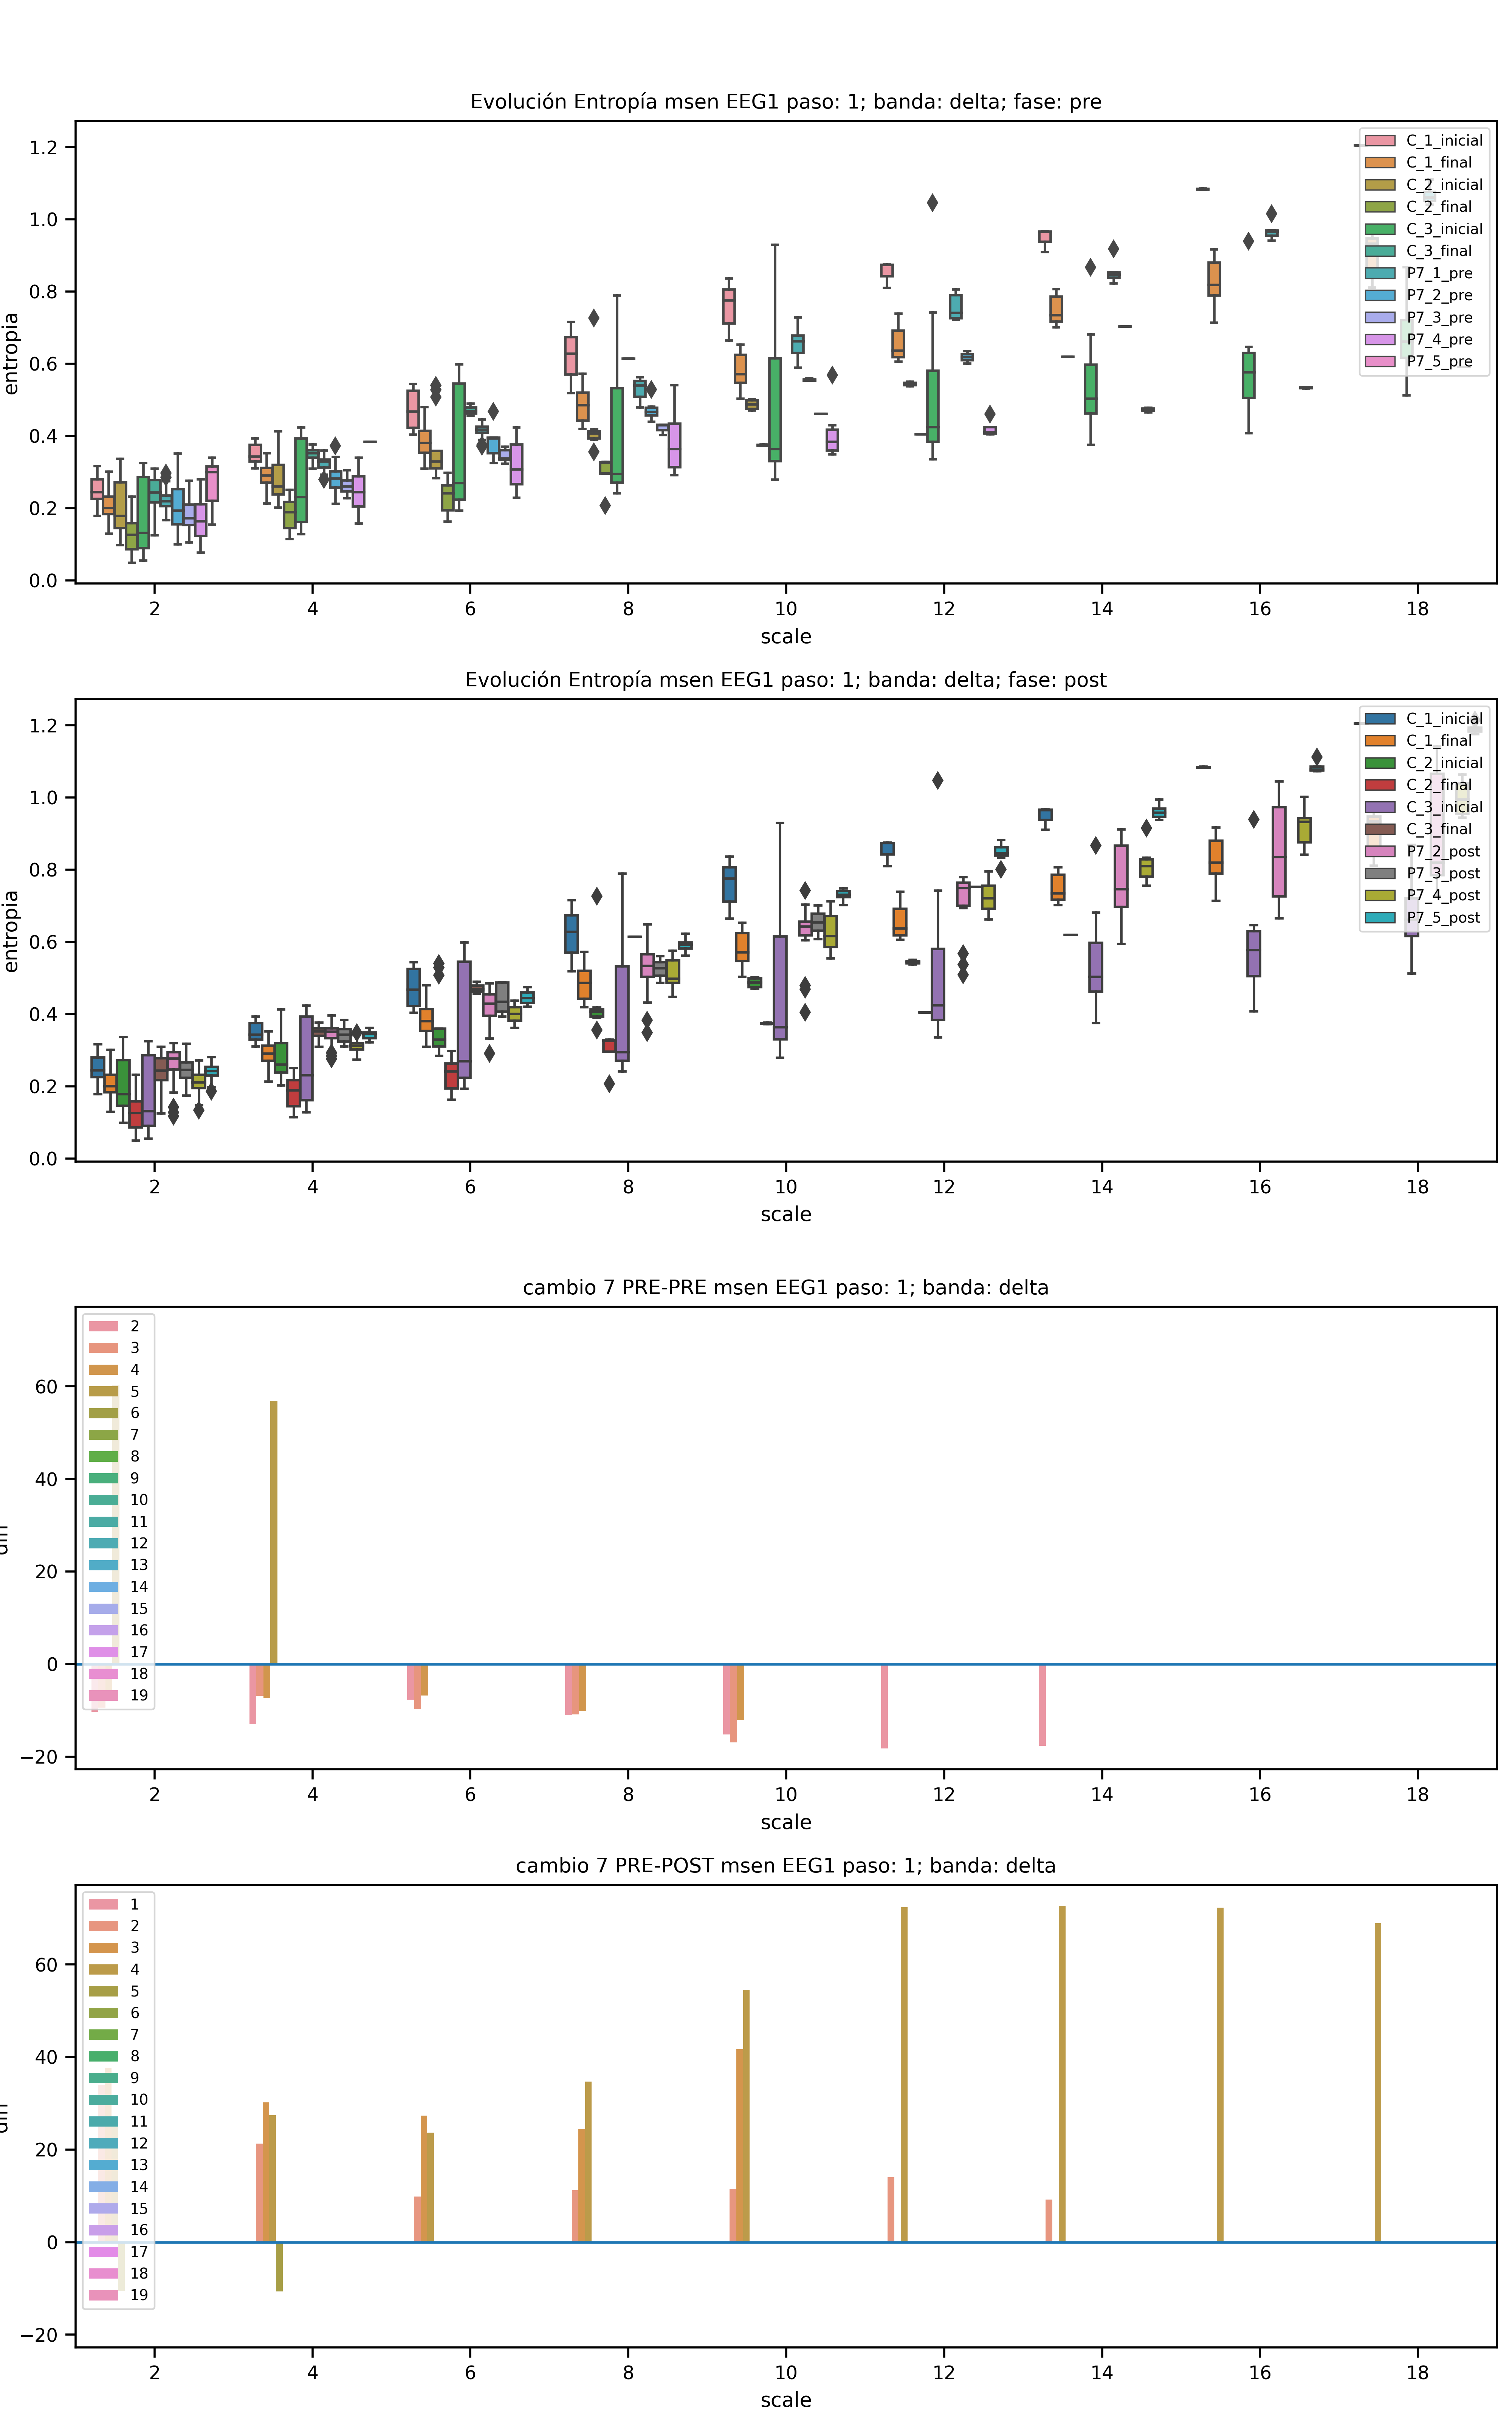 Evolución Entropía msen EEG1 paso: 1; banda: delta; fase: pre
entropia
1.2
1.0
0.8
0.6
0.4
0.2
0.0
C_1_inicial
C_1_final
C_2_inicial
C_2_final
C_3_inicial
C_3_final
P7_1_pre
P7_2_pre
P7_3_pre
P7_4_pre
P7_5_pre
2 4 6 8 10 12 14 16 18
scale
Evolución Entropía msen EEG1 paso: 1; banda: delta; fase: post
entropia
1.2
1.0
0.8
0.6
0.4
0.2
0.0
C_1_inicial
C_1_final
C_2_inicial
C_2_final
C_3_inicial
C_3_final
P7_2_post
P7_3_post
P7_4_post
P7_5_post
2 4 6 8 10 12 14 16 18
scale
cambio 7 PRE-PRE msen EEG1 paso: 1; banda: delta
60
40
20
0
−20
2
3
4
5
6
7
8
9
10
11
12
13
14
15
16
17
18
19
2 4 6 8 10 12 14 16 18
scale
cambio 7 PRE-POST msen EEG1 paso: 1; banda: delta
60
40
20
0
−20
1
2
3
4
5
6
7
8
9
10
11
12
13
14
15
16
17
18
19
2 4 6 8 10 12 14 16 18
scale